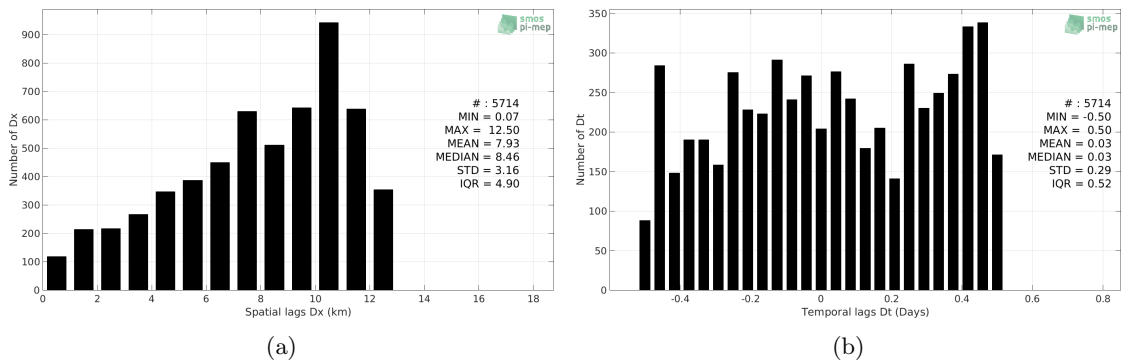 smos
pi-mep
900
800
700
600
500
400
300
200
100
0
Number of Dx
# : 5714
MIN = 0.07
MAX = 12.50
MEAN = 7.93
MEDIAN = 8.46
STD = 3.16
IQR = 4.90
0 2 4 6 8 10 12 14 16 18
Spatial lags Dx (km)
(a)
smos
pi-mep
350
300
250
200
150
100
50
0
Number of Dt
# : 5714
MIN = -0.50
MAX = 0.50
MEAN = 0.03
MEDIAN = 0.03
STD = 0.29
IQR = 0.52
-0.4 -0.2 0 0.2 0.4 0.6 0.8
Temporal lags Dt (Days)
(b)